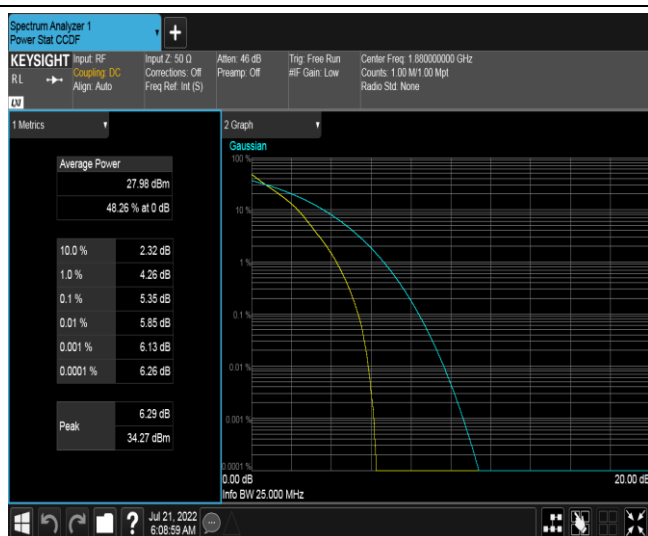 Spectrum Analyzer 1
Power Stat CCDF
+
KEYSIGHT
RL
LXI
Input: RF
Coupling: DC
Align: Auto
Input Z: 50 Ω
Corrections: Off
Freq Ref: Int (S)
Atten: 46 dB
Preamp: Off
Trig: Free Run
#IF Gain: Low
Center Freq: 1.880000000 GHz
Counts: 1.00 M/1.00 Mpt
Radio Std: None
1 Metrics
Average Power
27.98 dBm
48.26 % at 0 dB
10.0 % 2.32 dB
1.0 % 4.26 dB
0.1 % 5.35 dB
0.01 % 5.85 dB
0.001 % 6.13 dB
0.0001 % 6.26 dB
Peak
6.29 dB
34.27 dBm
2 Graph
Gaussian
100 %
10 %
1 %
0.1 %
0.01 %
0.001 %
0.0001 %
0.00 dB
20.00 dB
Info BW 25.000 MHz
?
Jul 21, 2022
6:08:59 AM